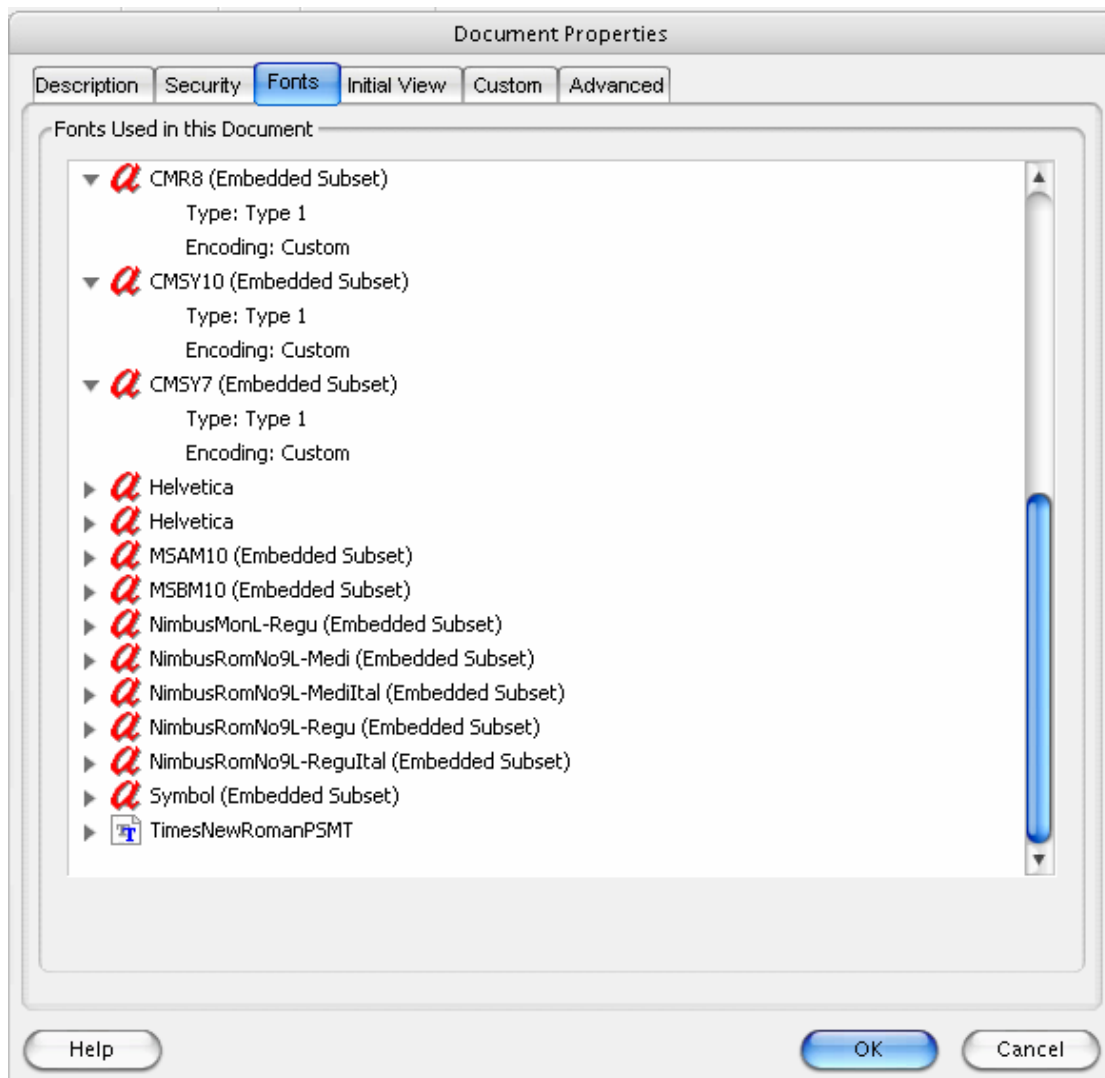 Document Properties
Description Security Fonts Initial View Custom Advanced
Fonts Used in this Document
CMR8 (Embedded Subset)
Type: Type 1
Encoding: Custom
CMSY10 (Embedded Subset)
Type: Type 1
Encoding: Custom
CMSY7 (Embedded Subset)
Type: Type 1
Encoding: Custom
Helvetica
Helvetica
MSAM10 (Embedded Subset)
MSBM10 (Embedded Subset)
NimbusMonL-Regu (Embedded Subset)
NimbusRomNo9L-Medi (Embedded Subset)
NimbusRomNo9L-MediItal (Embedded Subset)
NimbusRomNo9L-Regu (Embedded Subset)
NimbusRomNo9L-ReguItal (Embedded Subset)
Symbol (Embedded Subset)
TimesNewRomanPSMT
Help OK Cancel